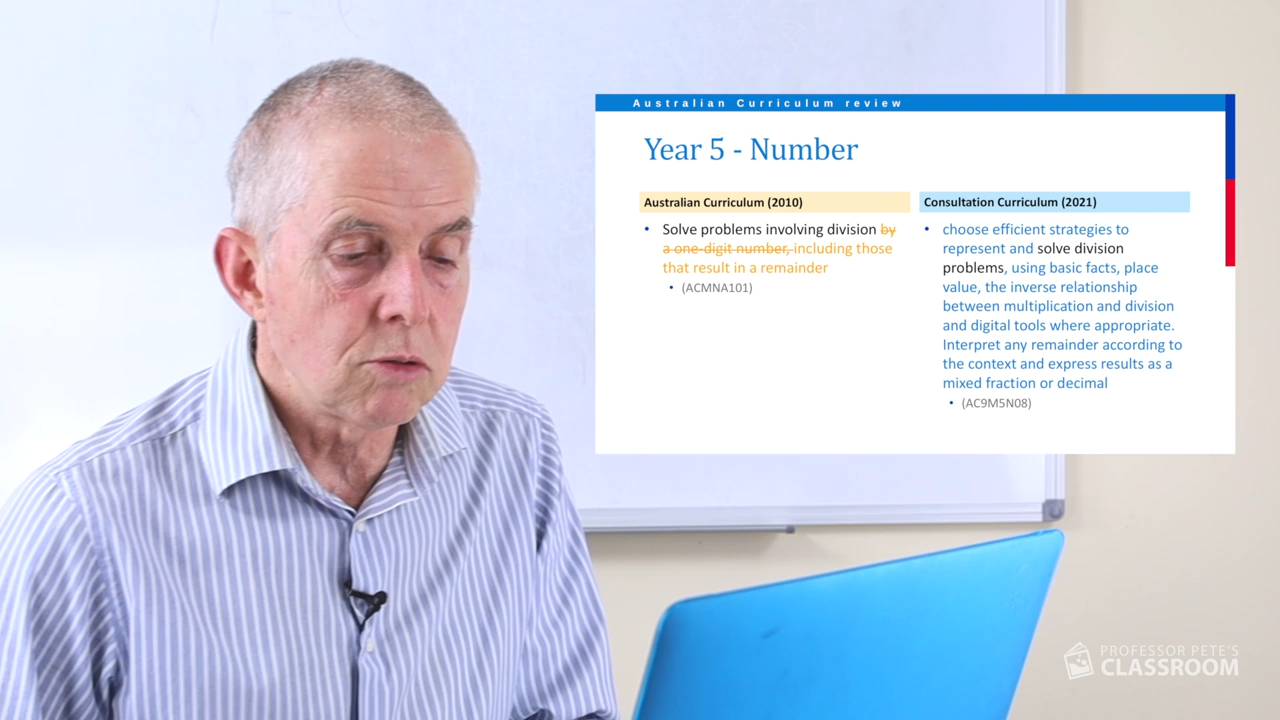 Australian Curriculum review
Year 5 - Number
Australian Curriculum (2010)
• Solve problems involving division by
a one-digit number, including those
that result in a remainder
• (ACMNA101)
Consultation Curriculum (2021)
• choose efficient strategies to
represent and solve division
problems, using basic facts, place
value, the inverse relationship
between multiplication and division
and digital tools where appropriate.
Interpret any remainder according to
the context and express results as a
mixed fraction or decimal
• (AC9M5N08)
PROFESSOR PETE'S
CLASSROOM